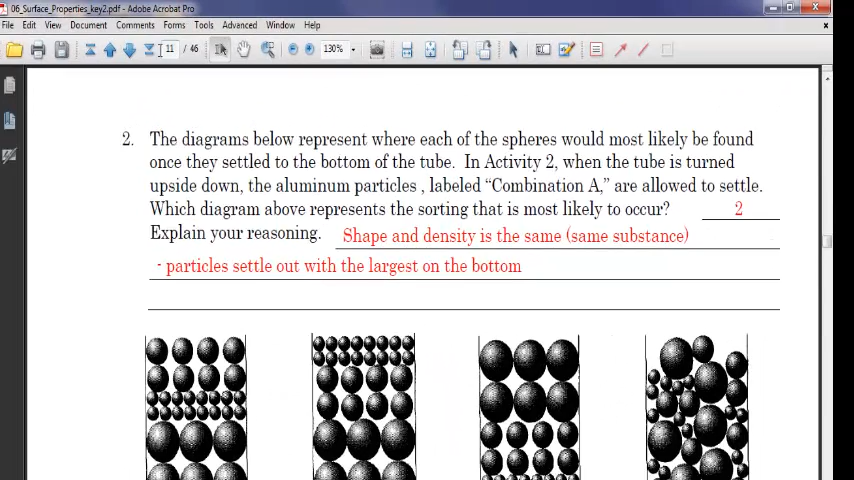 06_Surface_Properties_key2.pdf - Adobe Acrobat Pro
File Edit View Document Comments Forms Tools Advanced Window Help
11 / 46 130%
2. The diagrams below represent where each of the spheres would most likely be found
once they settled to the bottom of the tube. In Activity 2, when the tube is turned
upside down, the aluminum particles , labeled “Combination A,” are allowed to settle.
Which diagram above represents the sorting that is most likely to occur? 2
Explain your reasoning. Shape and density is the same (same substance)
- particles settle out with the largest on the bottom